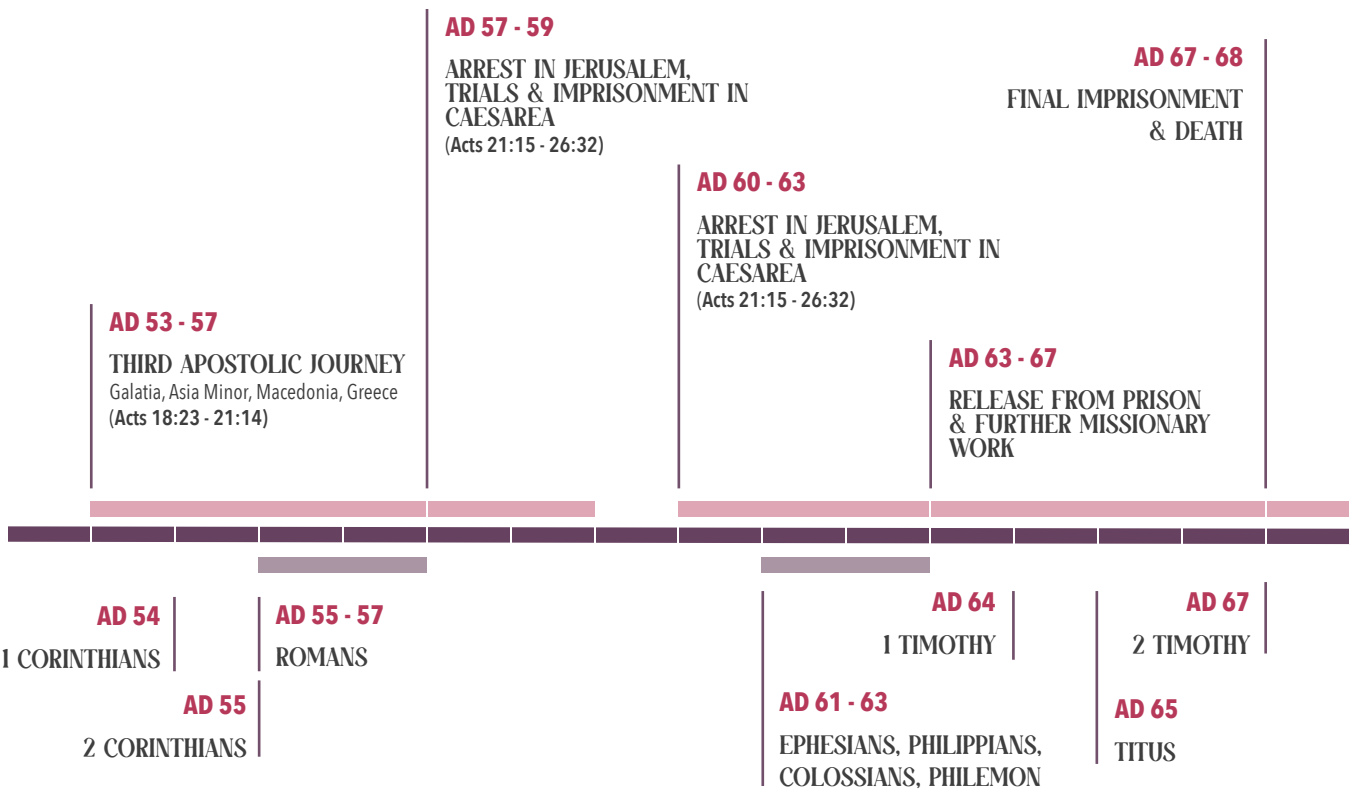 AD 57 - 59
ARREST IN JERUSALEM,
TRIALS & IMPRISONMENT IN
CAESAREA
(Acts 21:15 - 26:32)
AD 67 - 68
FINAL IMPRISONMENT
& DEATH
AD 60 - 63
ARREST IN JERUSALEM,
TRIALS & IMPRISONMENT IN
CAESAREA
(Acts 21:15 - 26:32)
AD 53 - 57
THIRD APOSTOLIC JOURNEY
Galatia, Asia Minor, Macedonia, Greece
(Acts 18:23 - 21:14)
AD 63 - 67
RELEASE FROM PRISON
& FURTHER MISSIONARY
WORK
AD 54
1 CORINTHIANS
AD 55 - 57
ROMANS
AD 55
2 CORINTHIANS
AD 64
1 TIMOTHY
AD 67
2 TIMOTHY
AD 61 - 63
EPHESIANS, PHILIPPIANS,
COLOSSIANS, PHILEMON
AD 65
TITUS